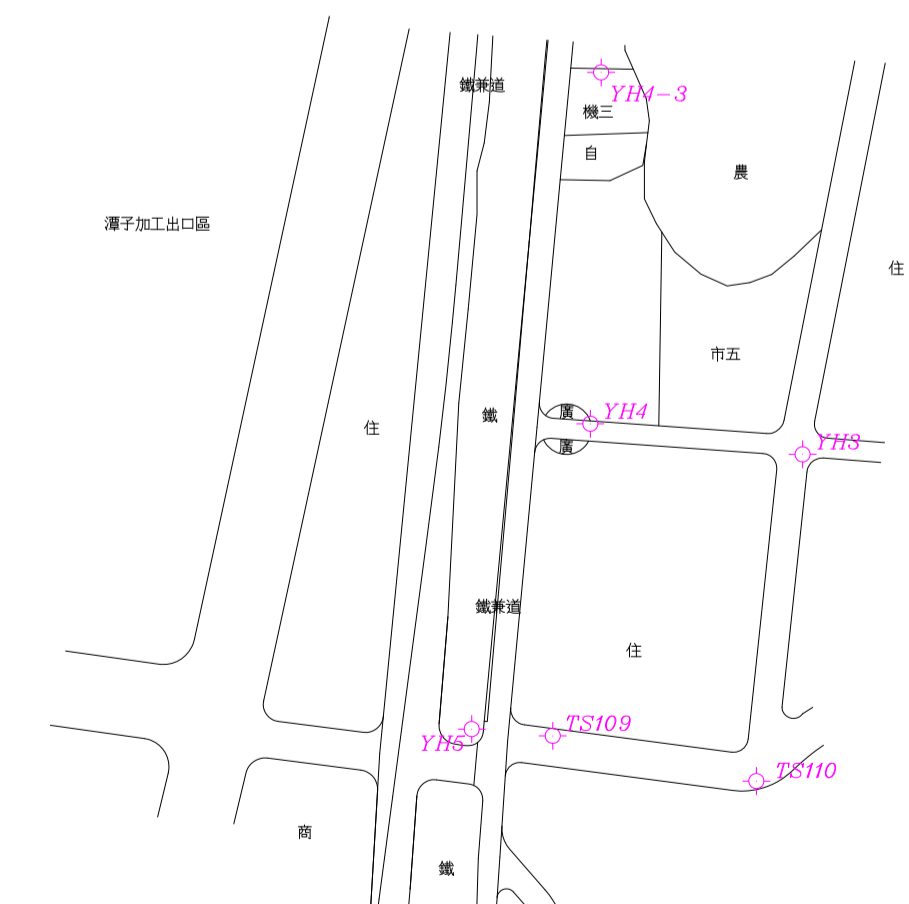 鐵兼道
YH4-3
機三
自
農
潭子加工出口區
住
市五
廣
YH4
鐵
住
YH3
廣
鐵兼道
住
TS109
YH5
TS110
商
鐵